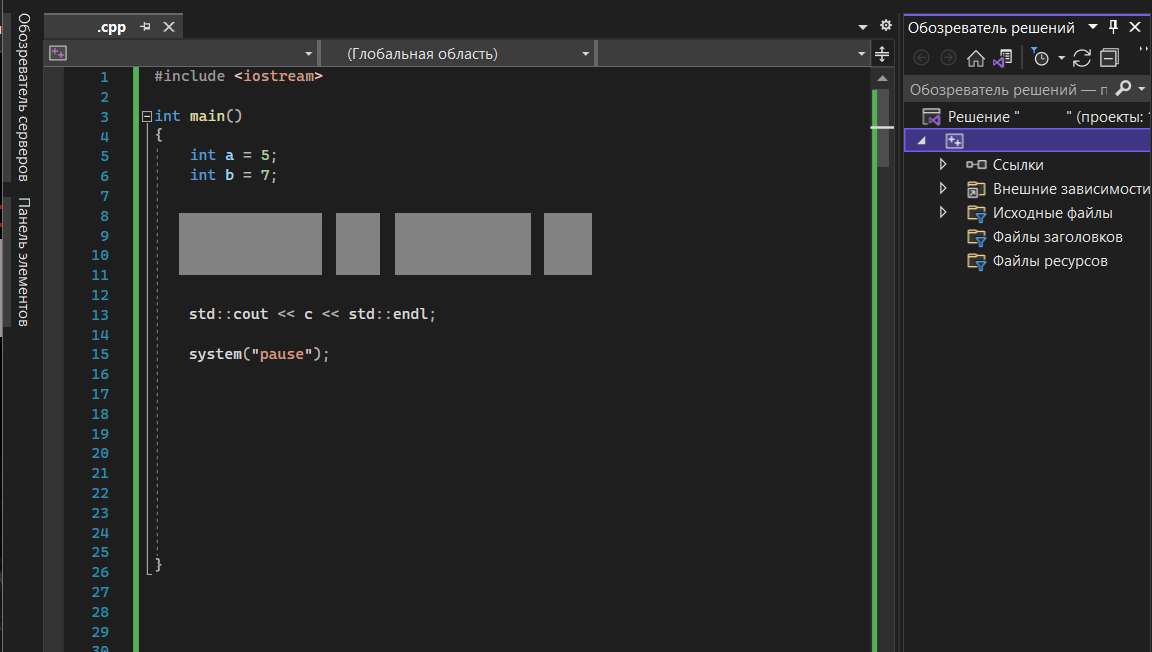 Обозреватель серверов
Панель элементов
.cpp
(Глобальная область)
1 #include <iostream>
2
3 int main()
4 {
5 int a = 5;
6 int b = 7;
7
8
9
10
11
12
13 std::cout << c << std::endl;
14
15 system("pause");
16
17
18
19
20
21
22
23
24
25
26 }
27
28
29
30
Обозреватель решений
Обозреватель решений — п
Решение " " (проекты: 1
Ссылки
Внешние зависимости
Исходные файлы
Файлы заголовков
Файлы ресурсов